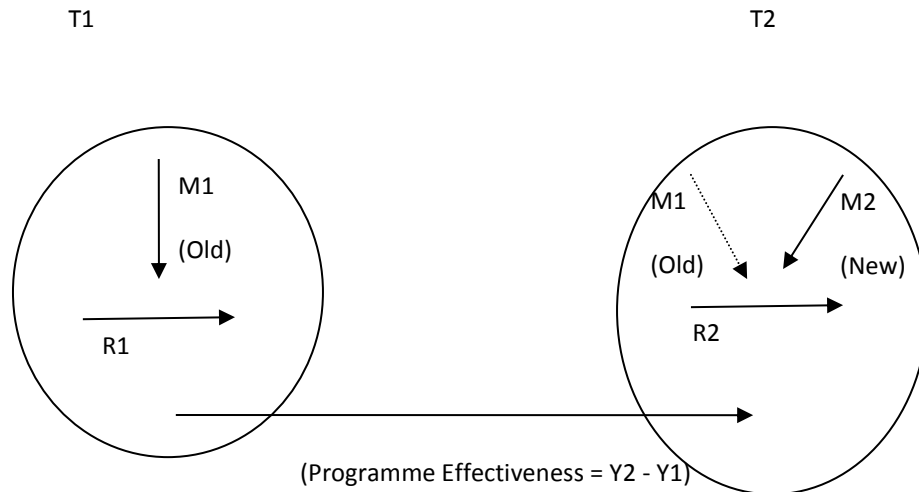 T1
T2
M1
(Old)
R1
M1
(Old)
M2
(New)
R2
(Programme Effectiveness = Y2 - Y1)